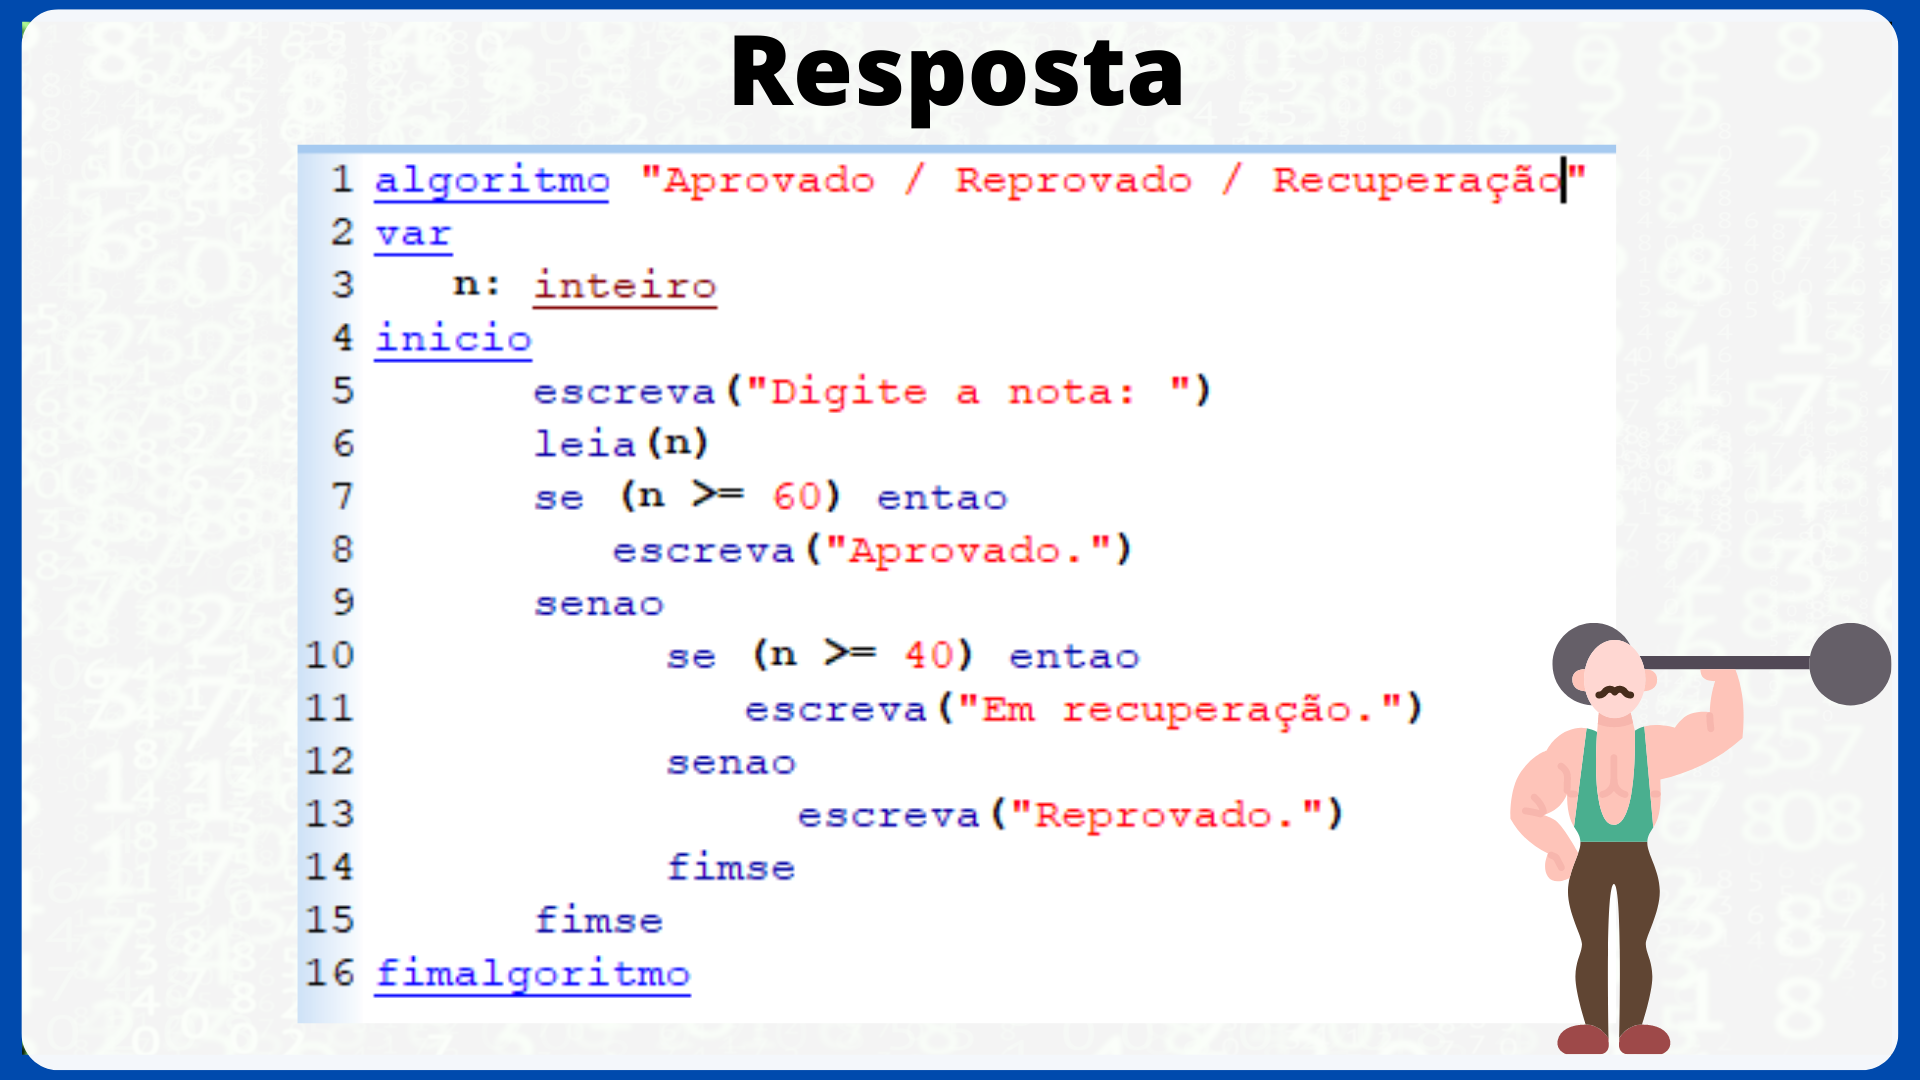 Resposta
1 algoritmo "Aprovado / Reprovado / Recuperação"
2 var
3 n: inteiro
4 inicio
5 escreva("Digite a nota: ")
6 leia(n)
7 se (n >= 60) entao
8 escreva("Aprovado.")
9 senao
10 se (n >= 40) entao
11 escreva("Em recuperação.")
12 senao
13 escreva("Reprovado.")
14 fimse
15 fimse
16 fimalgoritmo